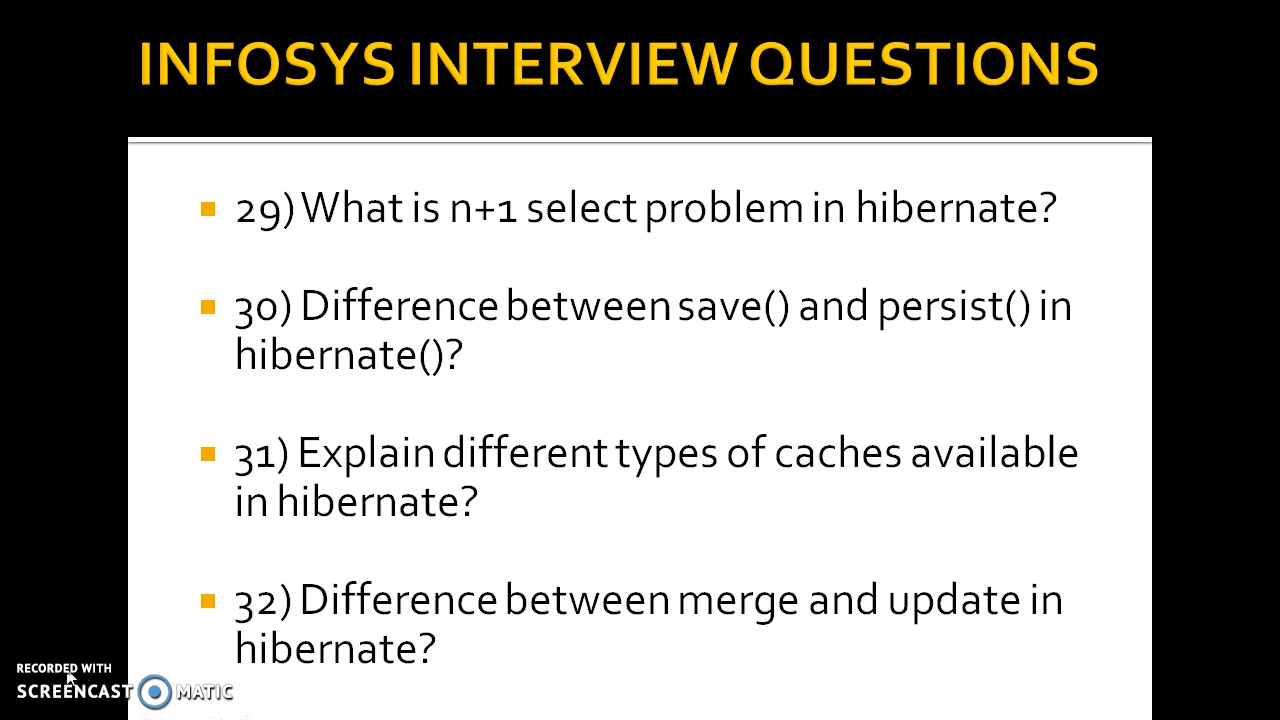 INFOSYS INTERVIEW QUESTIONS
29) What is n+1 select problem in hibernate?
30) Difference between save() and persist() in
hibernate()?
31) Explain different types of caches available
in hibernate?
32) Difference between merge and update in
hibernate?
RECORDED WITH
SCREENCAST MATIC